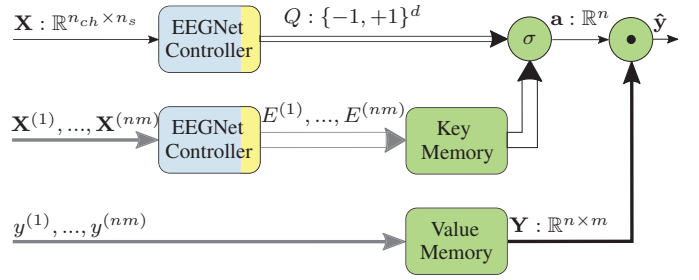 X : ℝ^{n_{ch}×n_s}
EEGNet
Controller
Q : {−1, +1}^d
σ
a : ℝ^n
•
ŷ
X^{(1)}, ..., X^{(nm)}
EEGNet
Controller
E^{(1)}, ..., E^{(nm)}
Key
Memory
y^{(1)}, ..., y^{(nm)}
Value
Memory
Y : ℝ^{n×m}